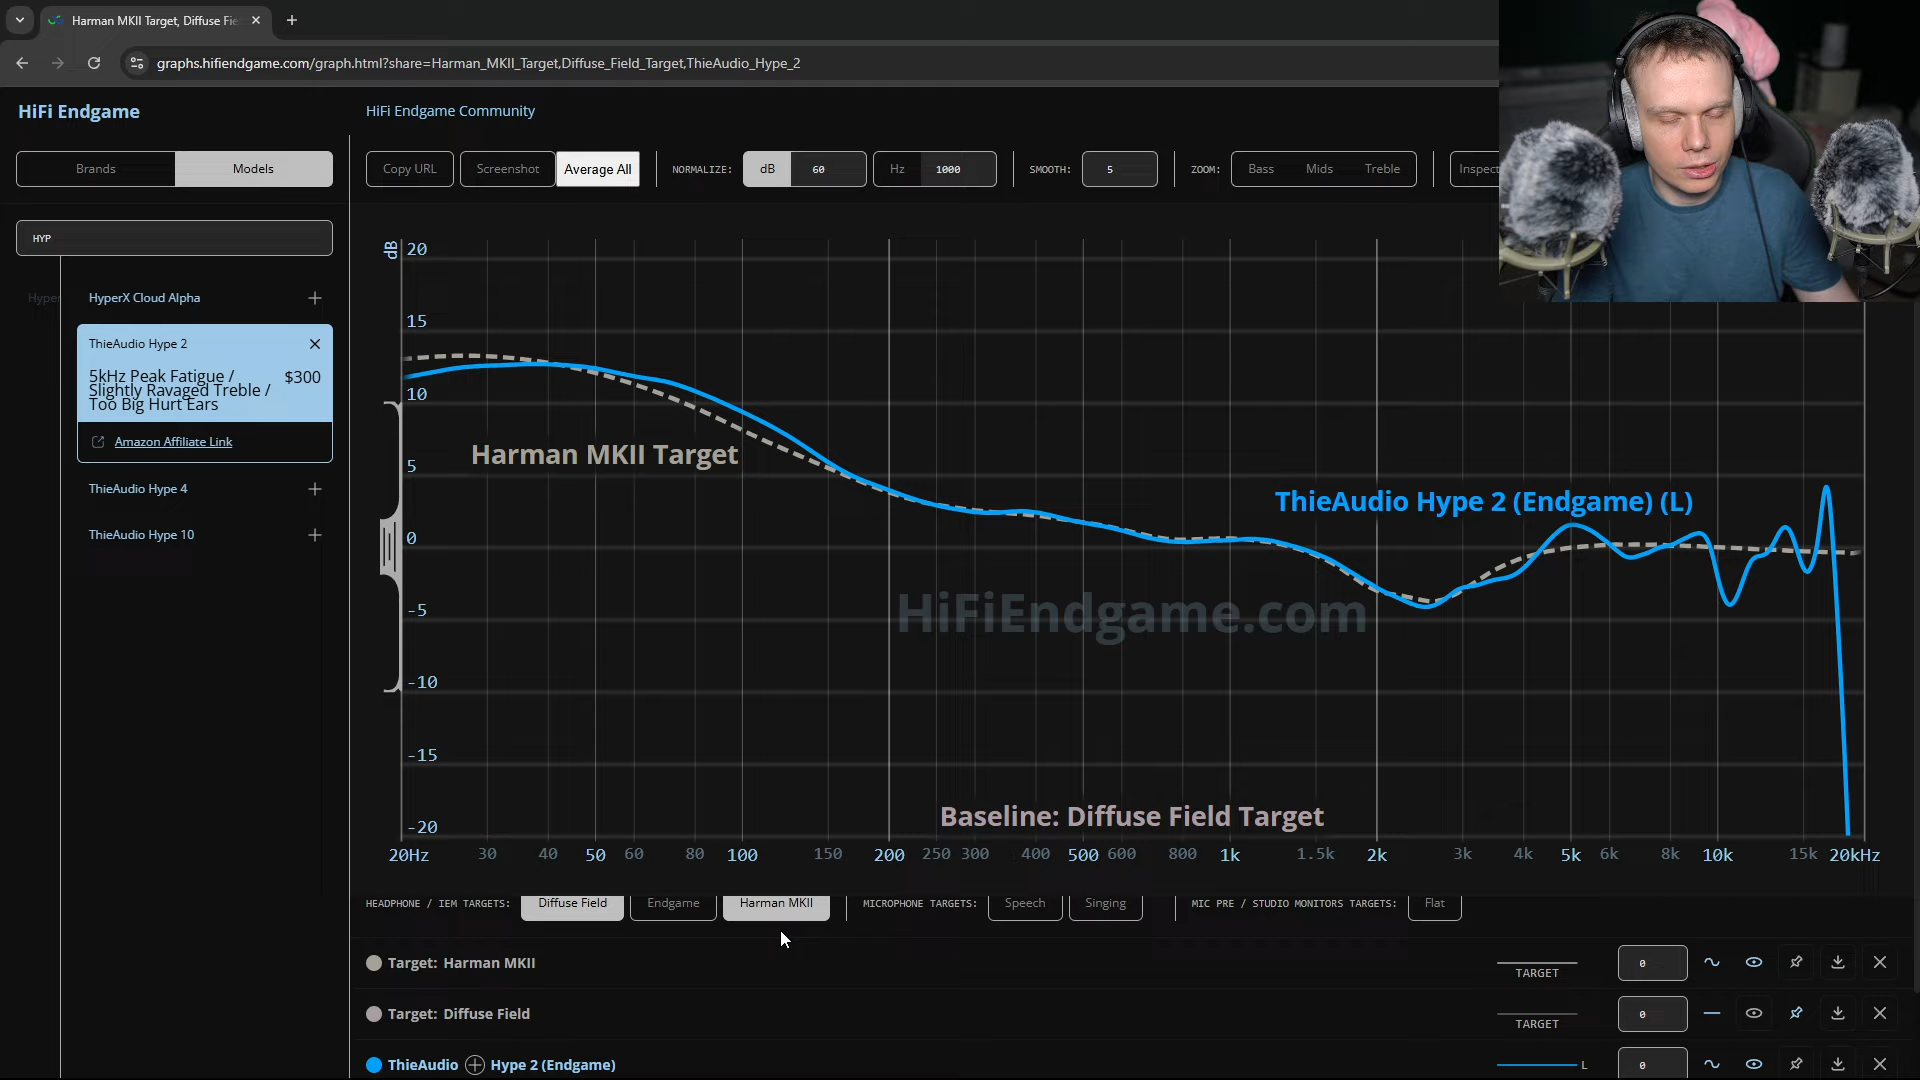 Harman MKII Target, Diffuse Fie
graphs.hifiendgame.com/graph.html?share=Harman_MKII_Target,Diffuse_Field_Target,ThieAudio_Hype_2
HiFi Endgame
HiFi Endgame Community
Brands
Models
Copy URL
Screenshot
Average All
NORMALIZE:
dB
60
Hz
1000
SMOOTH:
5
ZOOM:
Bass
Mids
Treble
Inspect
HYP
Hyper
HyperX Cloud Alpha
ThieAudio Hype 2
5kHz Peak Fatigue /
Slightly Ravaged Treble /
Too Big Hurt Ears
$300
Amazon Affiliate Link
ThieAudio Hype 4
ThieAudio Hype 10
dB
20
15
10
5
0
-5
-10
-15
-20
Harman MKII Target
ThieAudio Hype 2 (Endgame) (L)
HiFiEndgame.com
Baseline: Diffuse Field Target
20Hz 30 40 50 60 80 100 150 200 250 300 400 500 600 800 1k 1.5k 2k 3k 4k 5k 6k 8k 10k 15k 20kHz
HEADPHONE / IEM TARGETS:
Diffuse Field
Endgame
Harman MKII
MICROPHONE TARGETS:
Speech
Singing
MIC PRE / STUDIO MONITORS TARGETS:
Flat
Target: Harman MKII
TARGET
0
Target: Diffuse Field
TARGET
0
ThieAudio Hype 2 (Endgame)
L
0